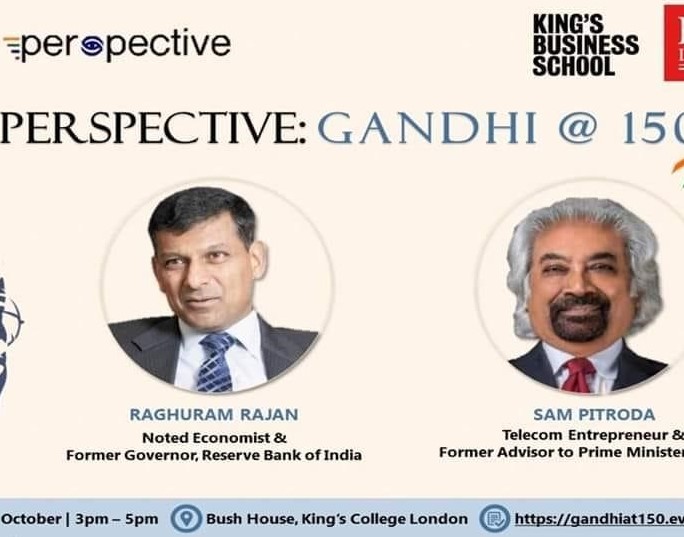 perspective
KING'S
BUSINESS
SCHOOL
PERSPECTIVE: GANDHI @ 150
RAGHURAM RAJAN
Noted Economist &
Former Governor, Reserve Bank of India
SAM PITRODA
Telecom Entrepreneur &
Former Advisor to Prime Minister
October | 3pm – 5pm
Bush House, King's College London
https://gandhiat150.ev